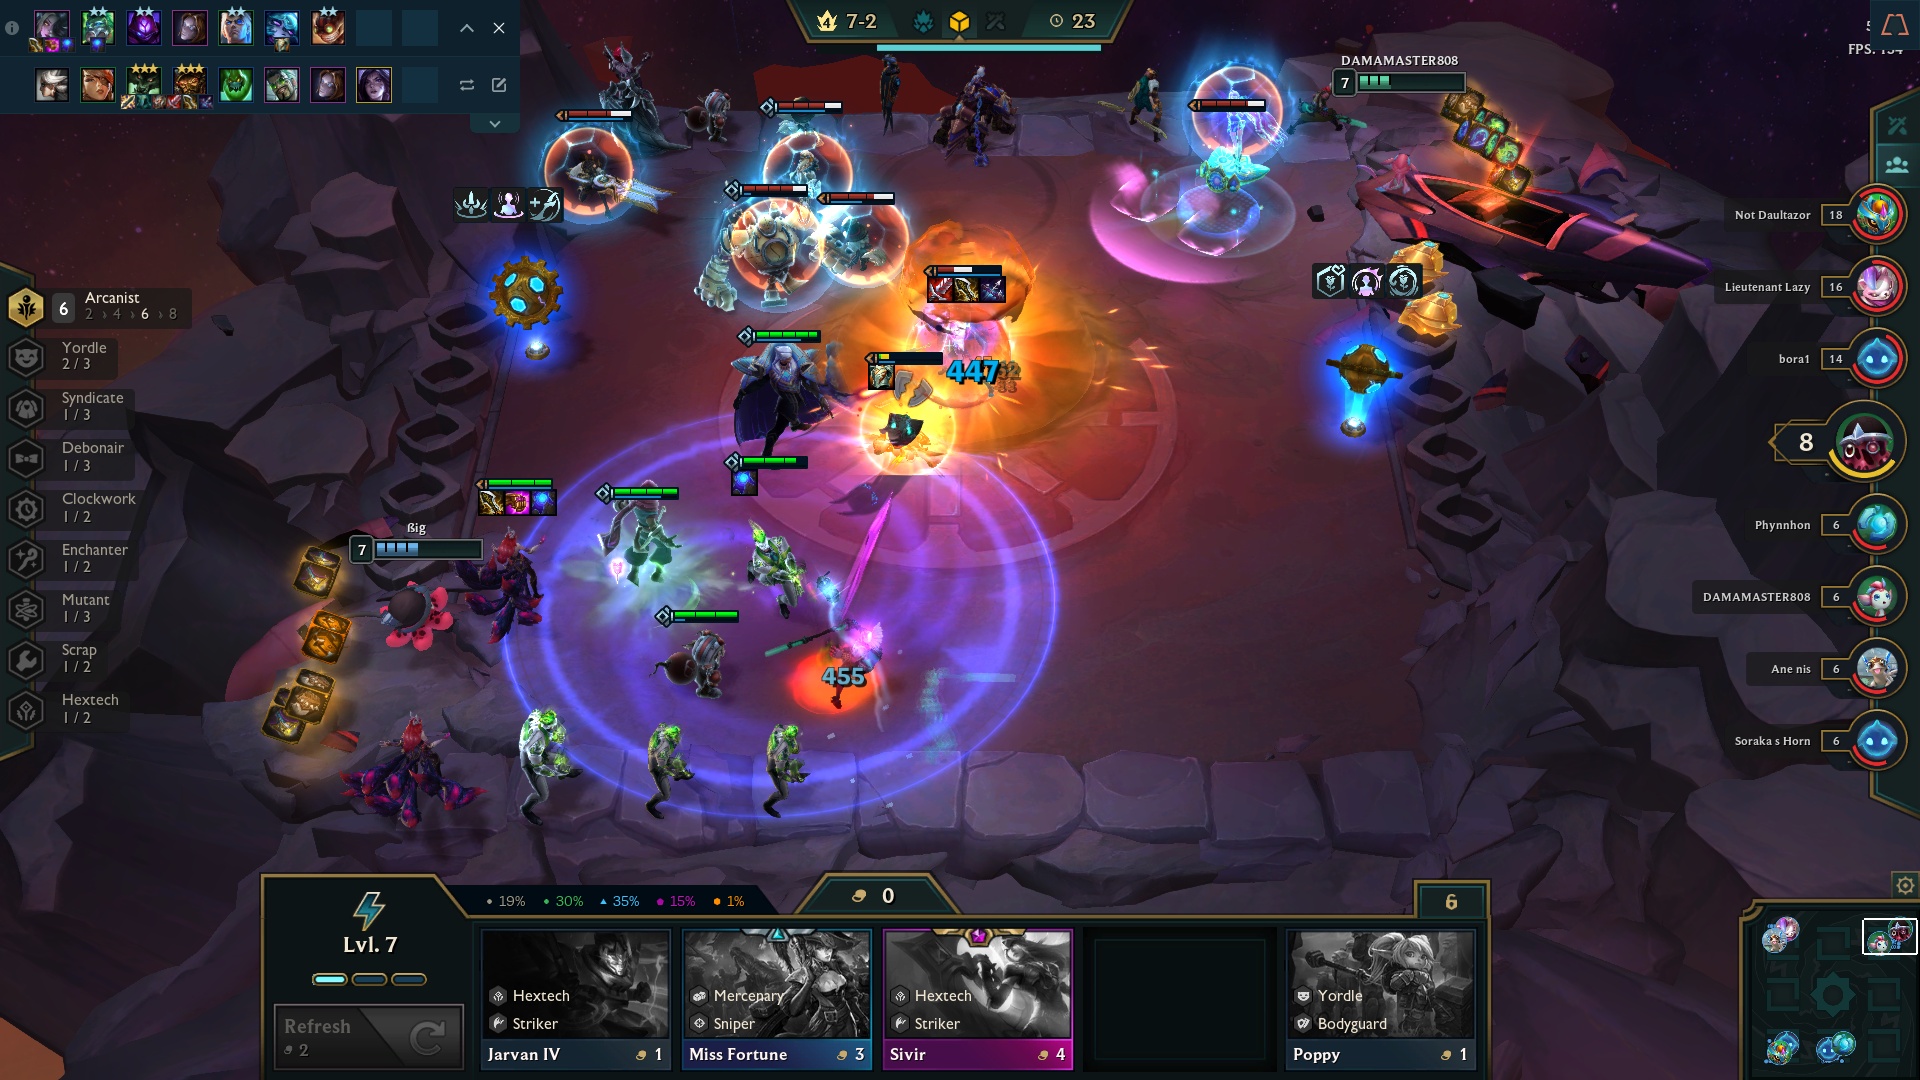 4
7-2
23
FPS:
DAMAMASTER808
7
Not Daultazor
18
Arcanist
6
2 › 4 › 6 › 8
Lieutenant Lazy
16
Yordle
2 / 3
bora1
14
447
Syndicate
1 / 3
8
Debonair
1 / 3
Clockwork
1 / 2
Phynnhon
6
ßig
7
Enchanter
1 / 2
DAMAMASTER808
6
Mutant
1 / 3
Scrap
1 / 2
Ane nis
6
455
Hextech
1 / 2
Soraka s Horn
6
19%
30%
35%
15%
1%
0
6
Lvl. 7
Refresh
2
Hextech
Striker
Jarvan IV
1
Mercenary
Sniper
Miss Fortune
3
Hextech
Striker
Sivir
4
Yordle
Bodyguard
Poppy
1